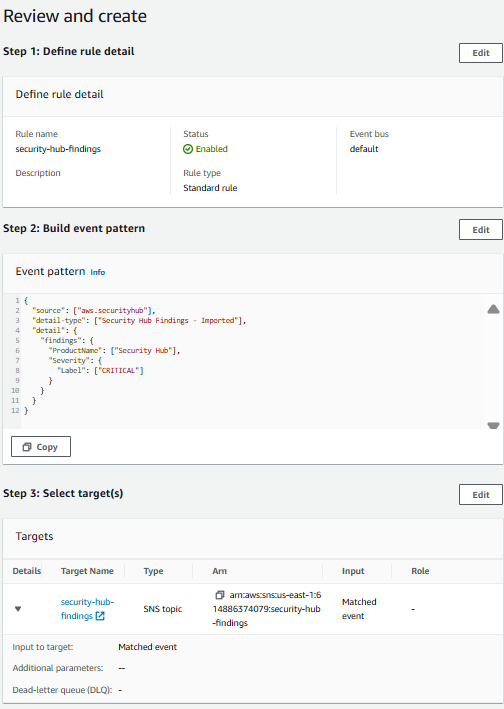 Review and create
Step 1: Define rule detail
Edit
Define rule detail
Rule name
Status
Event bus
security-hub-findings
Enabled
default
Description
Rule type
Standard rule
Step 2: Build event pattern
Edit
Event pattern Info
1 {
2 "source": ["aws.securityhub"],
3 "detail-type": ["Security Hub Findings - Imported"],
4 "detail": {
5 "findings": {
6 "ProductName": ["Security Hub"],
7 "Severity": {
8 "Label": ["CRITICAL"]
9 }
10 }
11 }
12 }
Copy
Step 3: Select target(s)
Edit
Targets
Details Target Name Type Arn Input Role
security-hub-
findings
SNS topic
arn:aws:sns:us-east-1:6
14886374079:security-hub
-findings
Matched
event
-
Input to target: Matched event
Additional parameters: --
Dead-letter queue (DLQ): -